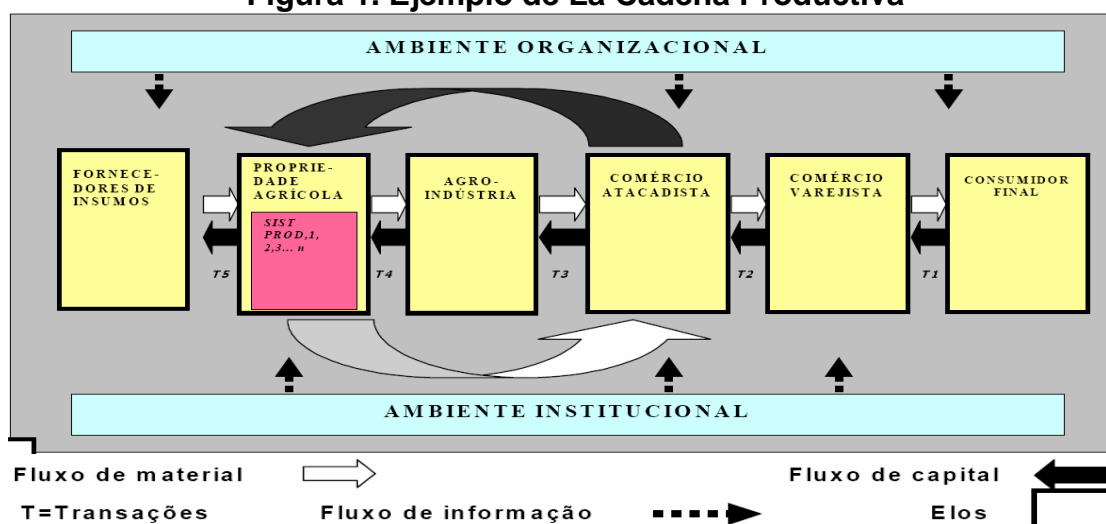 Figura 1. Ejemplo de La Cadena Productiva
AMBIENTE ORGANIZACIONAL
FORNECE-
DORES DE
INSUMOS
PROPRIE-
DADE
AGRÍCOLA
SIST
PROD,1,
2,3... n
AGRO-
INDÚSTRIA
COMÉRCIO
ATACADISTA
COMÉRCIO
VAREJISTA
CONSUMIDOR
FINAL
T5
T4
T3
T2
T1
AMBIENTE INSTITUCIONAL
Fluxo de material
Fluxo de capital
T=Transações
Fluxo de informação
Elos